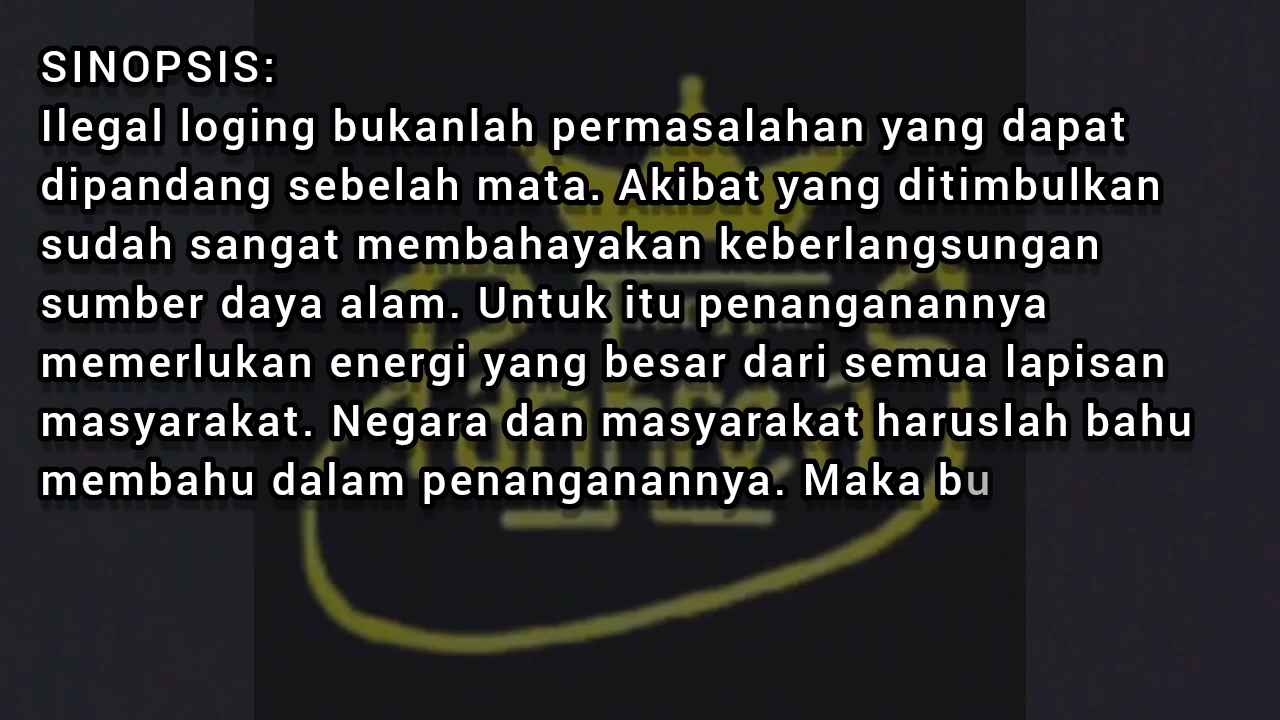 SINOPSIS:
Ilegal loging bukanlah permasalahan yang dapat
dipandang sebelah mata. Akibat yang ditimbulkan
sudah sangat membahayakan keberlangsungan
sumber daya alam. Untuk itu penanganannya
memerlukan energi yang besar dari semua lapisan
masyarakat. Negara dan masyarakat haruslah bahu
membahu dalam penanganannya. Maka bu